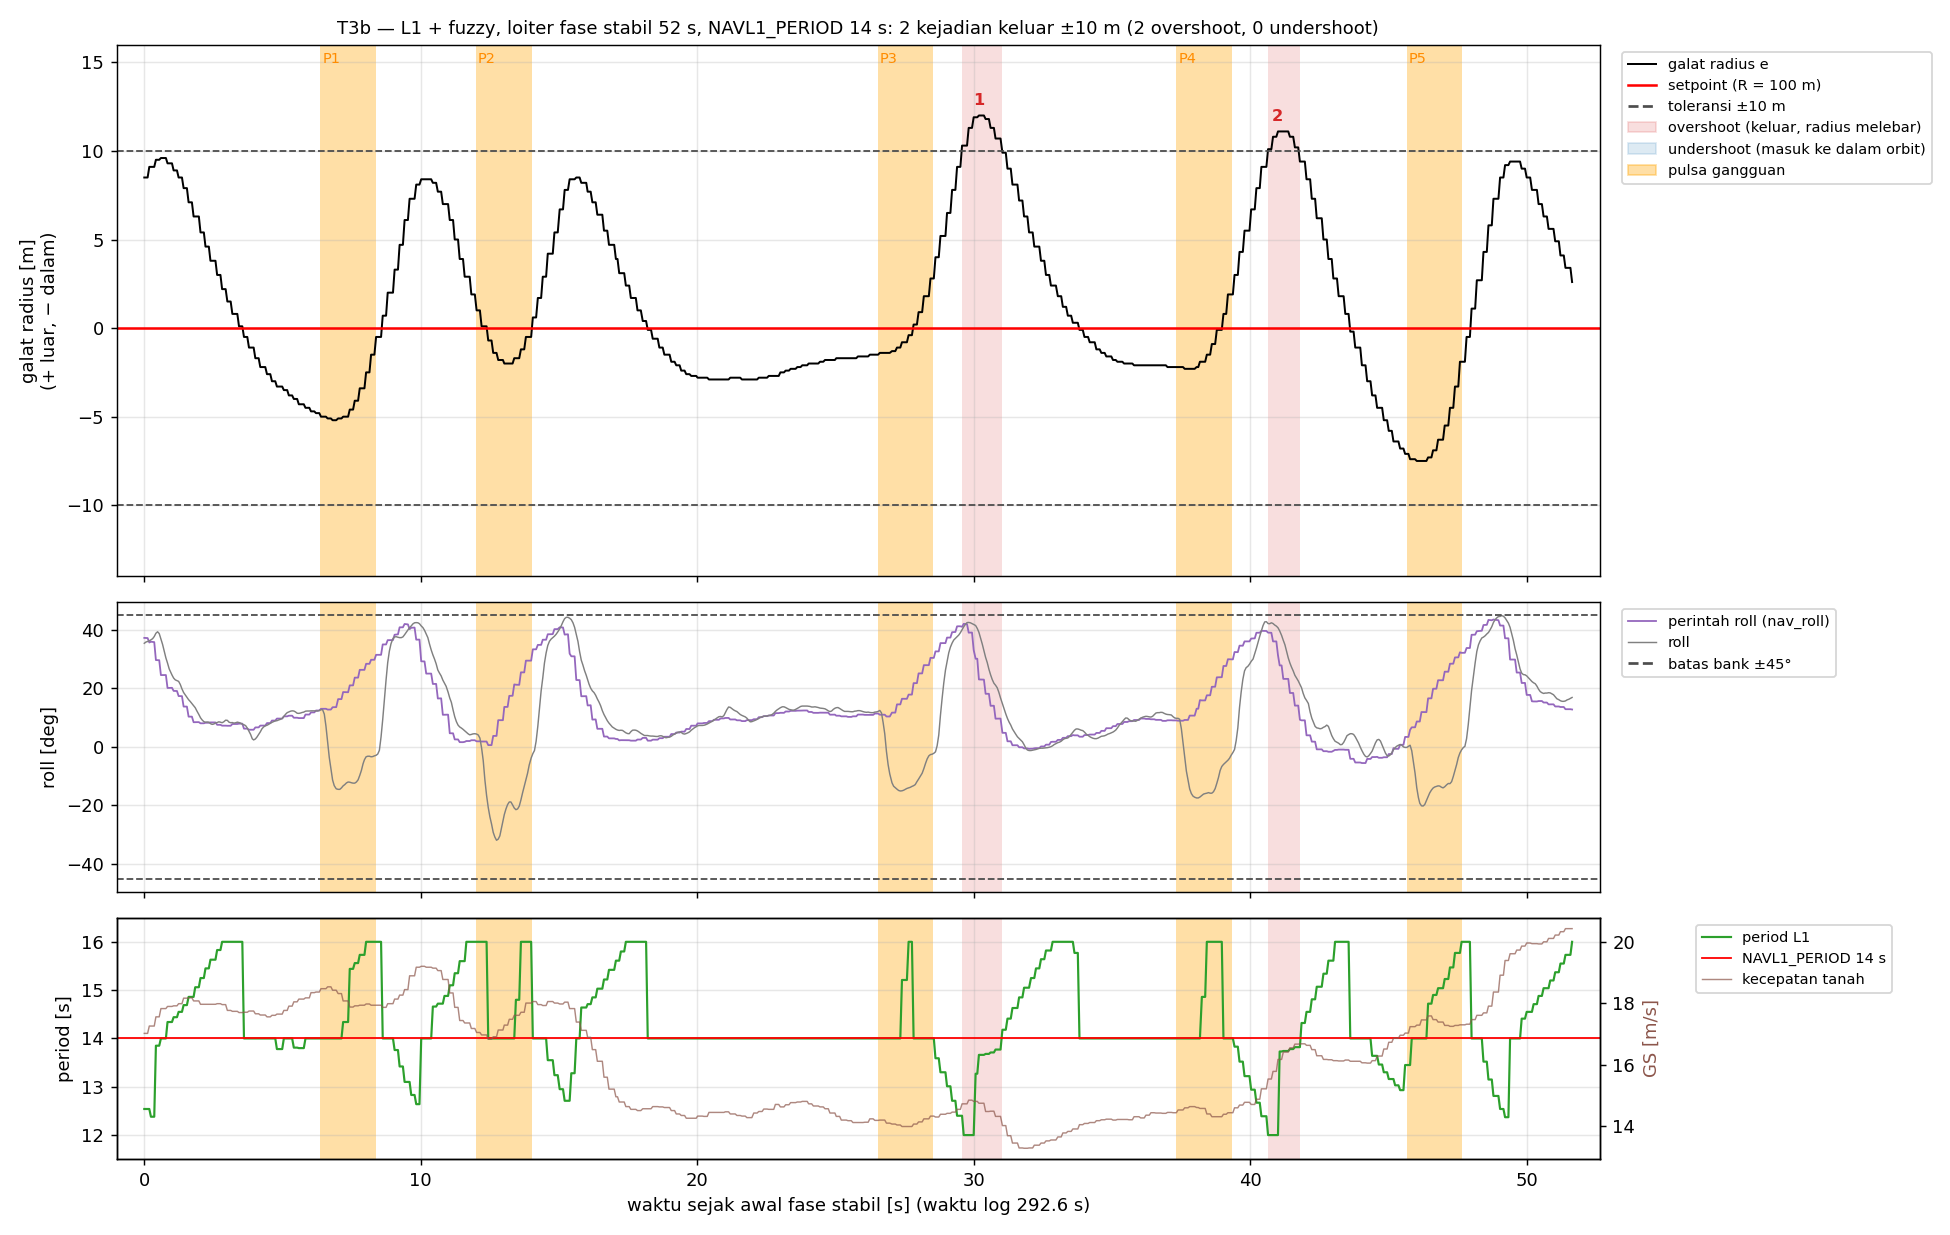 T3b — L1 + fuzzy, loiter fase stabil 52 s, NAVL1_PERIOD 14 s: 2 kejadian keluar ±10 m (2 overshoot, 0 undershoot)
P1
P2
P3
P4
P5
1
2
15
10
5
0
−5
−10
galat radius [m]
(+ luar, − dalam)
galat radius e
setpoint (R = 100 m)
toleransi ±10 m
overshoot (keluar, radius melebar)
undershoot (masuk ke dalam orbit)
pulsa gangguan
40
20
0
−20
−40
roll [deg]
perintah roll (nav_roll)
roll
batas bank ±45°
16
15
14
13
12
period [s]
20
18
16
14
GS [m/s]
period L1
NAVL1_PERIOD 14 s
kecepatan tanah
0
10
20
30
40
50
waktu sejak awal fase stabil [s] (waktu log 292.6 s)